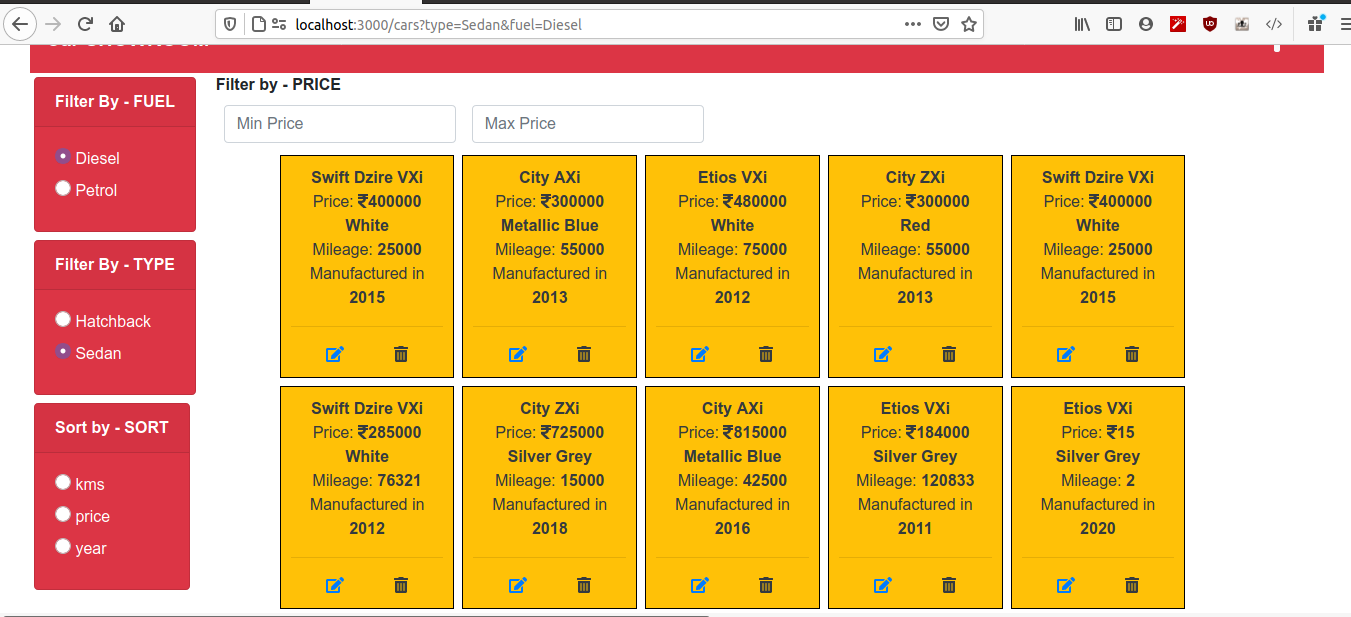 localhost:3000/cars?type=Sedan&fuel=Diesel
Filter By - FUEL
Diesel
Petrol
Filter By - TYPE
Hatchback
Sedan
Sort by - SORT
kms
price
year
Filter by - PRICE
Min Price
Max Price
Swift Dzire VXi
Price: ₹400000
White
Mileage: 25000
Manufactured in
2015
City AXi
Price: ₹300000
Metallic Blue
Mileage: 55000
Manufactured in
2013
Etios VXi
Price: ₹480000
White
Mileage: 75000
Manufactured in
2012
City ZXi
Price: ₹300000
Red
Mileage: 55000
Manufactured in
2013
Swift Dzire VXi
Price: ₹400000
White
Mileage: 25000
Manufactured in
2015
Swift Dzire VXi
Price: ₹285000
White
Mileage: 76321
Manufactured in
2012
City ZXi
Price: ₹725000
Silver Grey
Mileage: 15000
Manufactured in
2018
City AXi
Price: ₹815000
Metallic Blue
Mileage: 42500
Manufactured in
2016
Etios VXi
Price: ₹184000
Silver Grey
Mileage: 120833
Manufactured in
2011
Etios VXi
Price: ₹15
Silver Grey
Mileage: 2
Manufactured in
2020